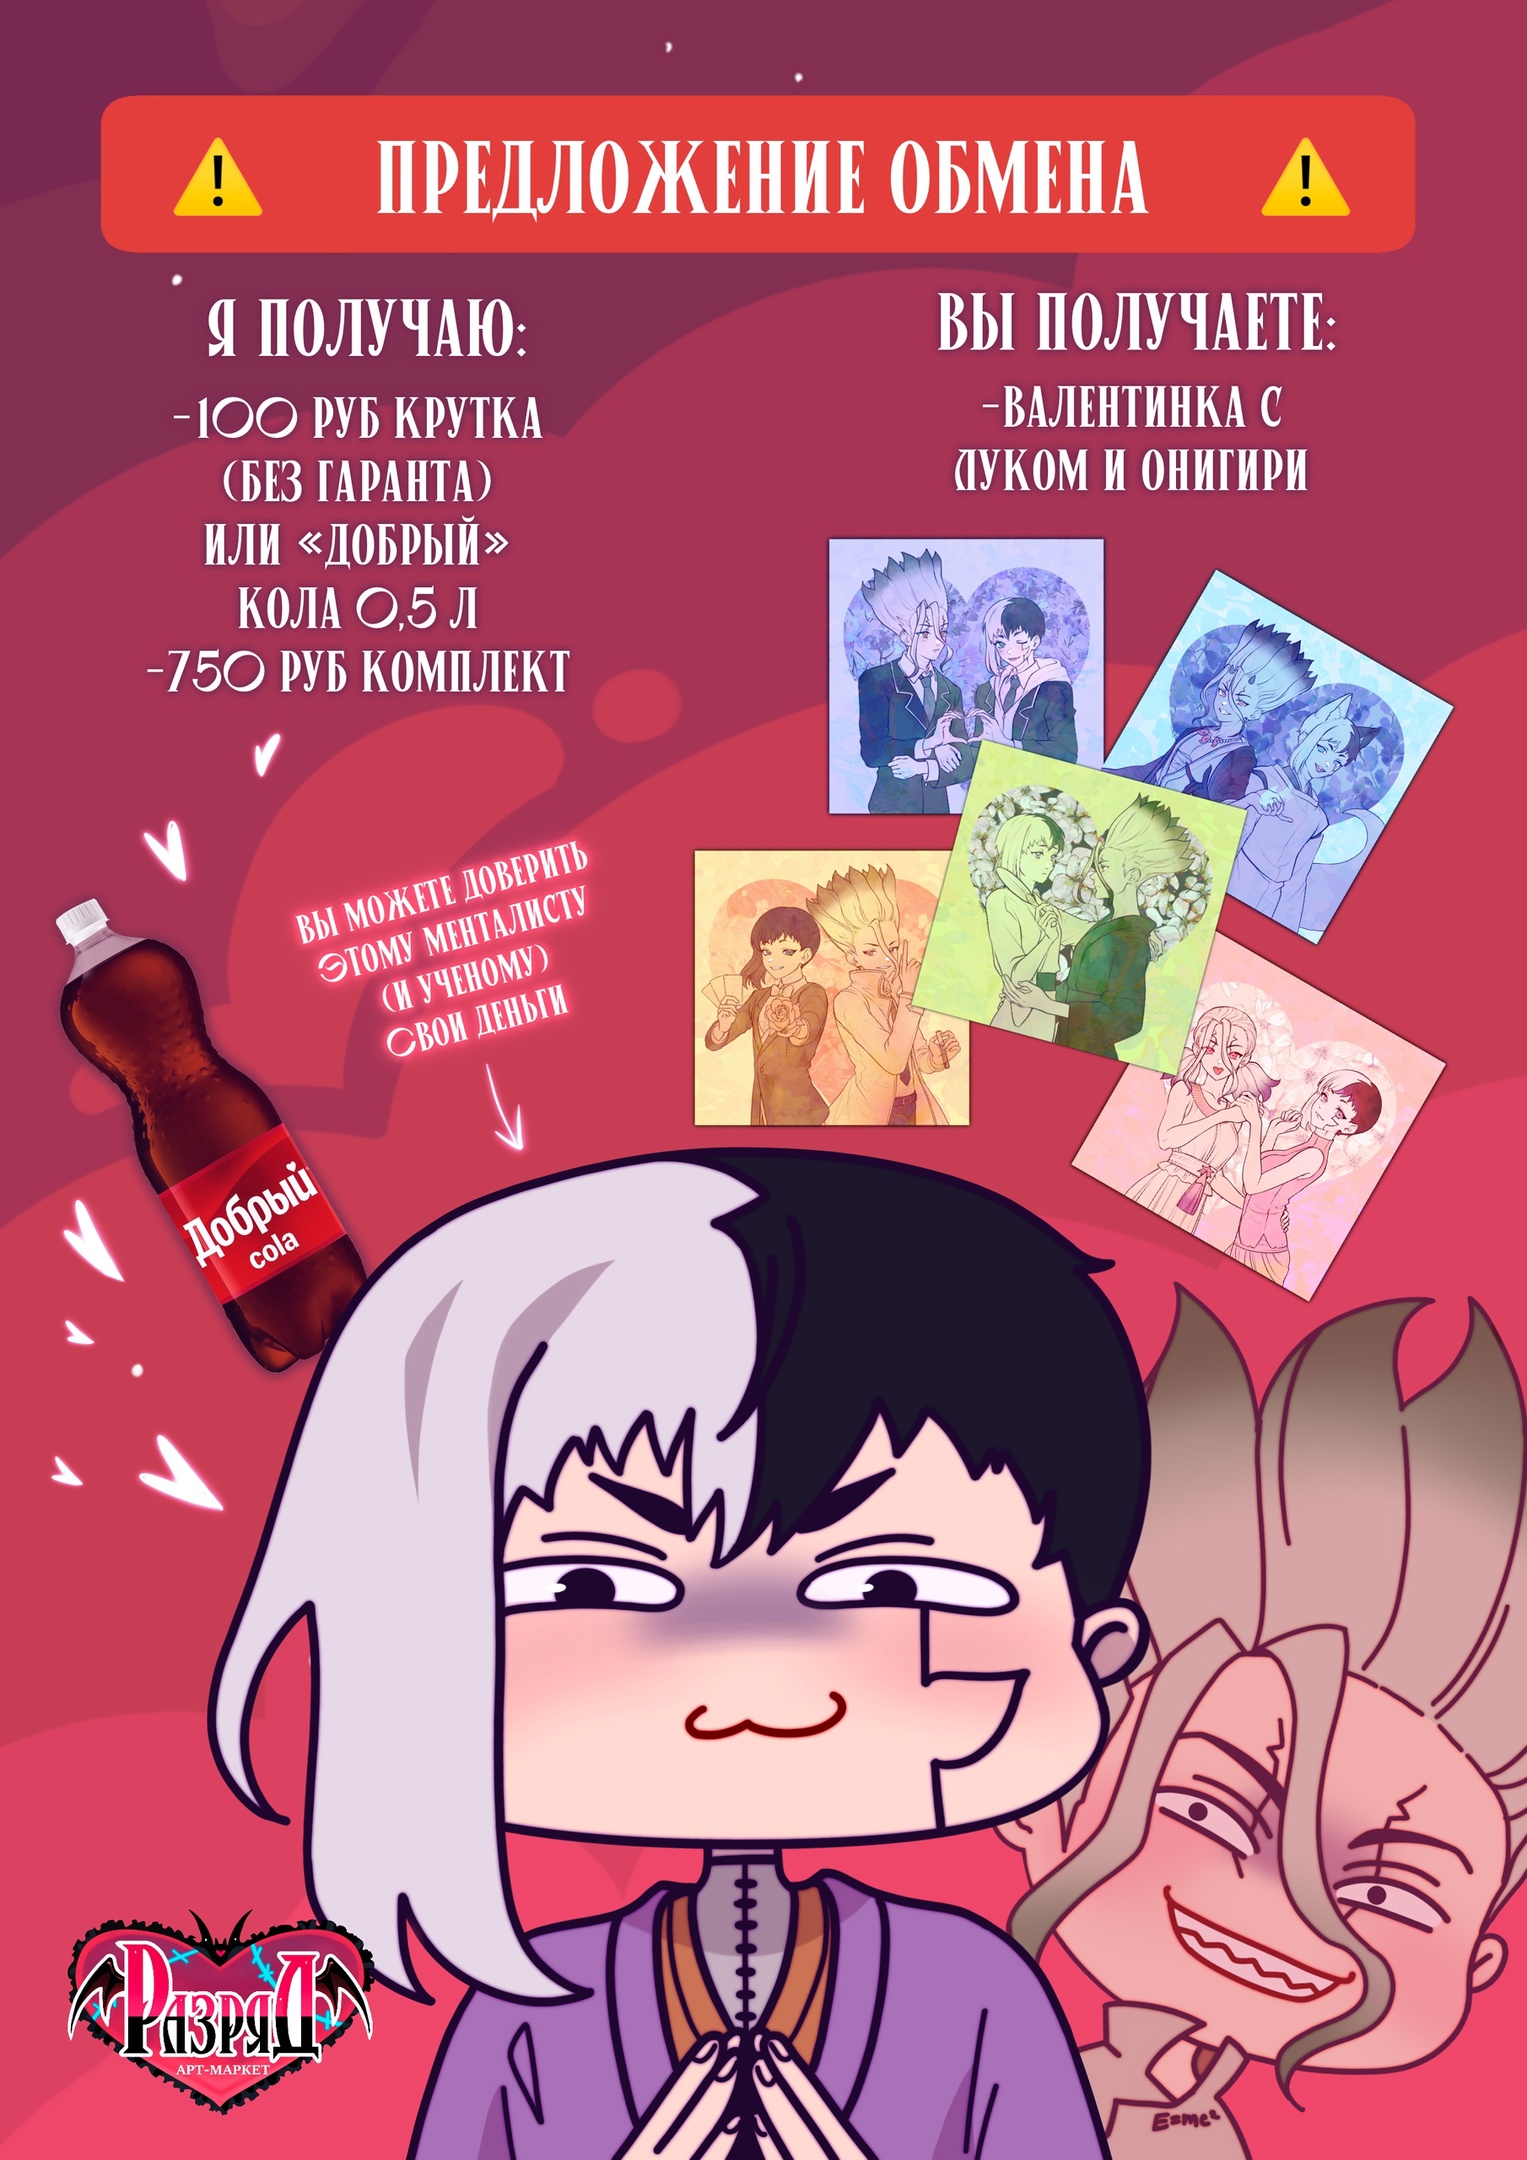 ПРЕДЛОЖЕНИЕ ОБМЕНА
Я ПОЛУЧАЮ:
-100 РУБ КРУТКА
(БЕЗ ГАРАНТА)
ИЛИ «ДОБРЫЙ»
КОЛА 0,5 Л
-750 РУБ КОМПЛЕКТ
ВЫ ПОЛУЧАЕТЕ:
-ВАЛЕНТИНКА С
ЛУКОМ И ОНИГИРИ
ВЫ МОЖЕТЕ ДОВЕРИТЬ
ЭТОМУ МЕНТАЛИСТУ
(И УЧЕНОМУ)
СВОИ ДЕНЬГИ
Добрый
cola
РАЗРЯД
АРТ-МАРКЕТ
E=mc²